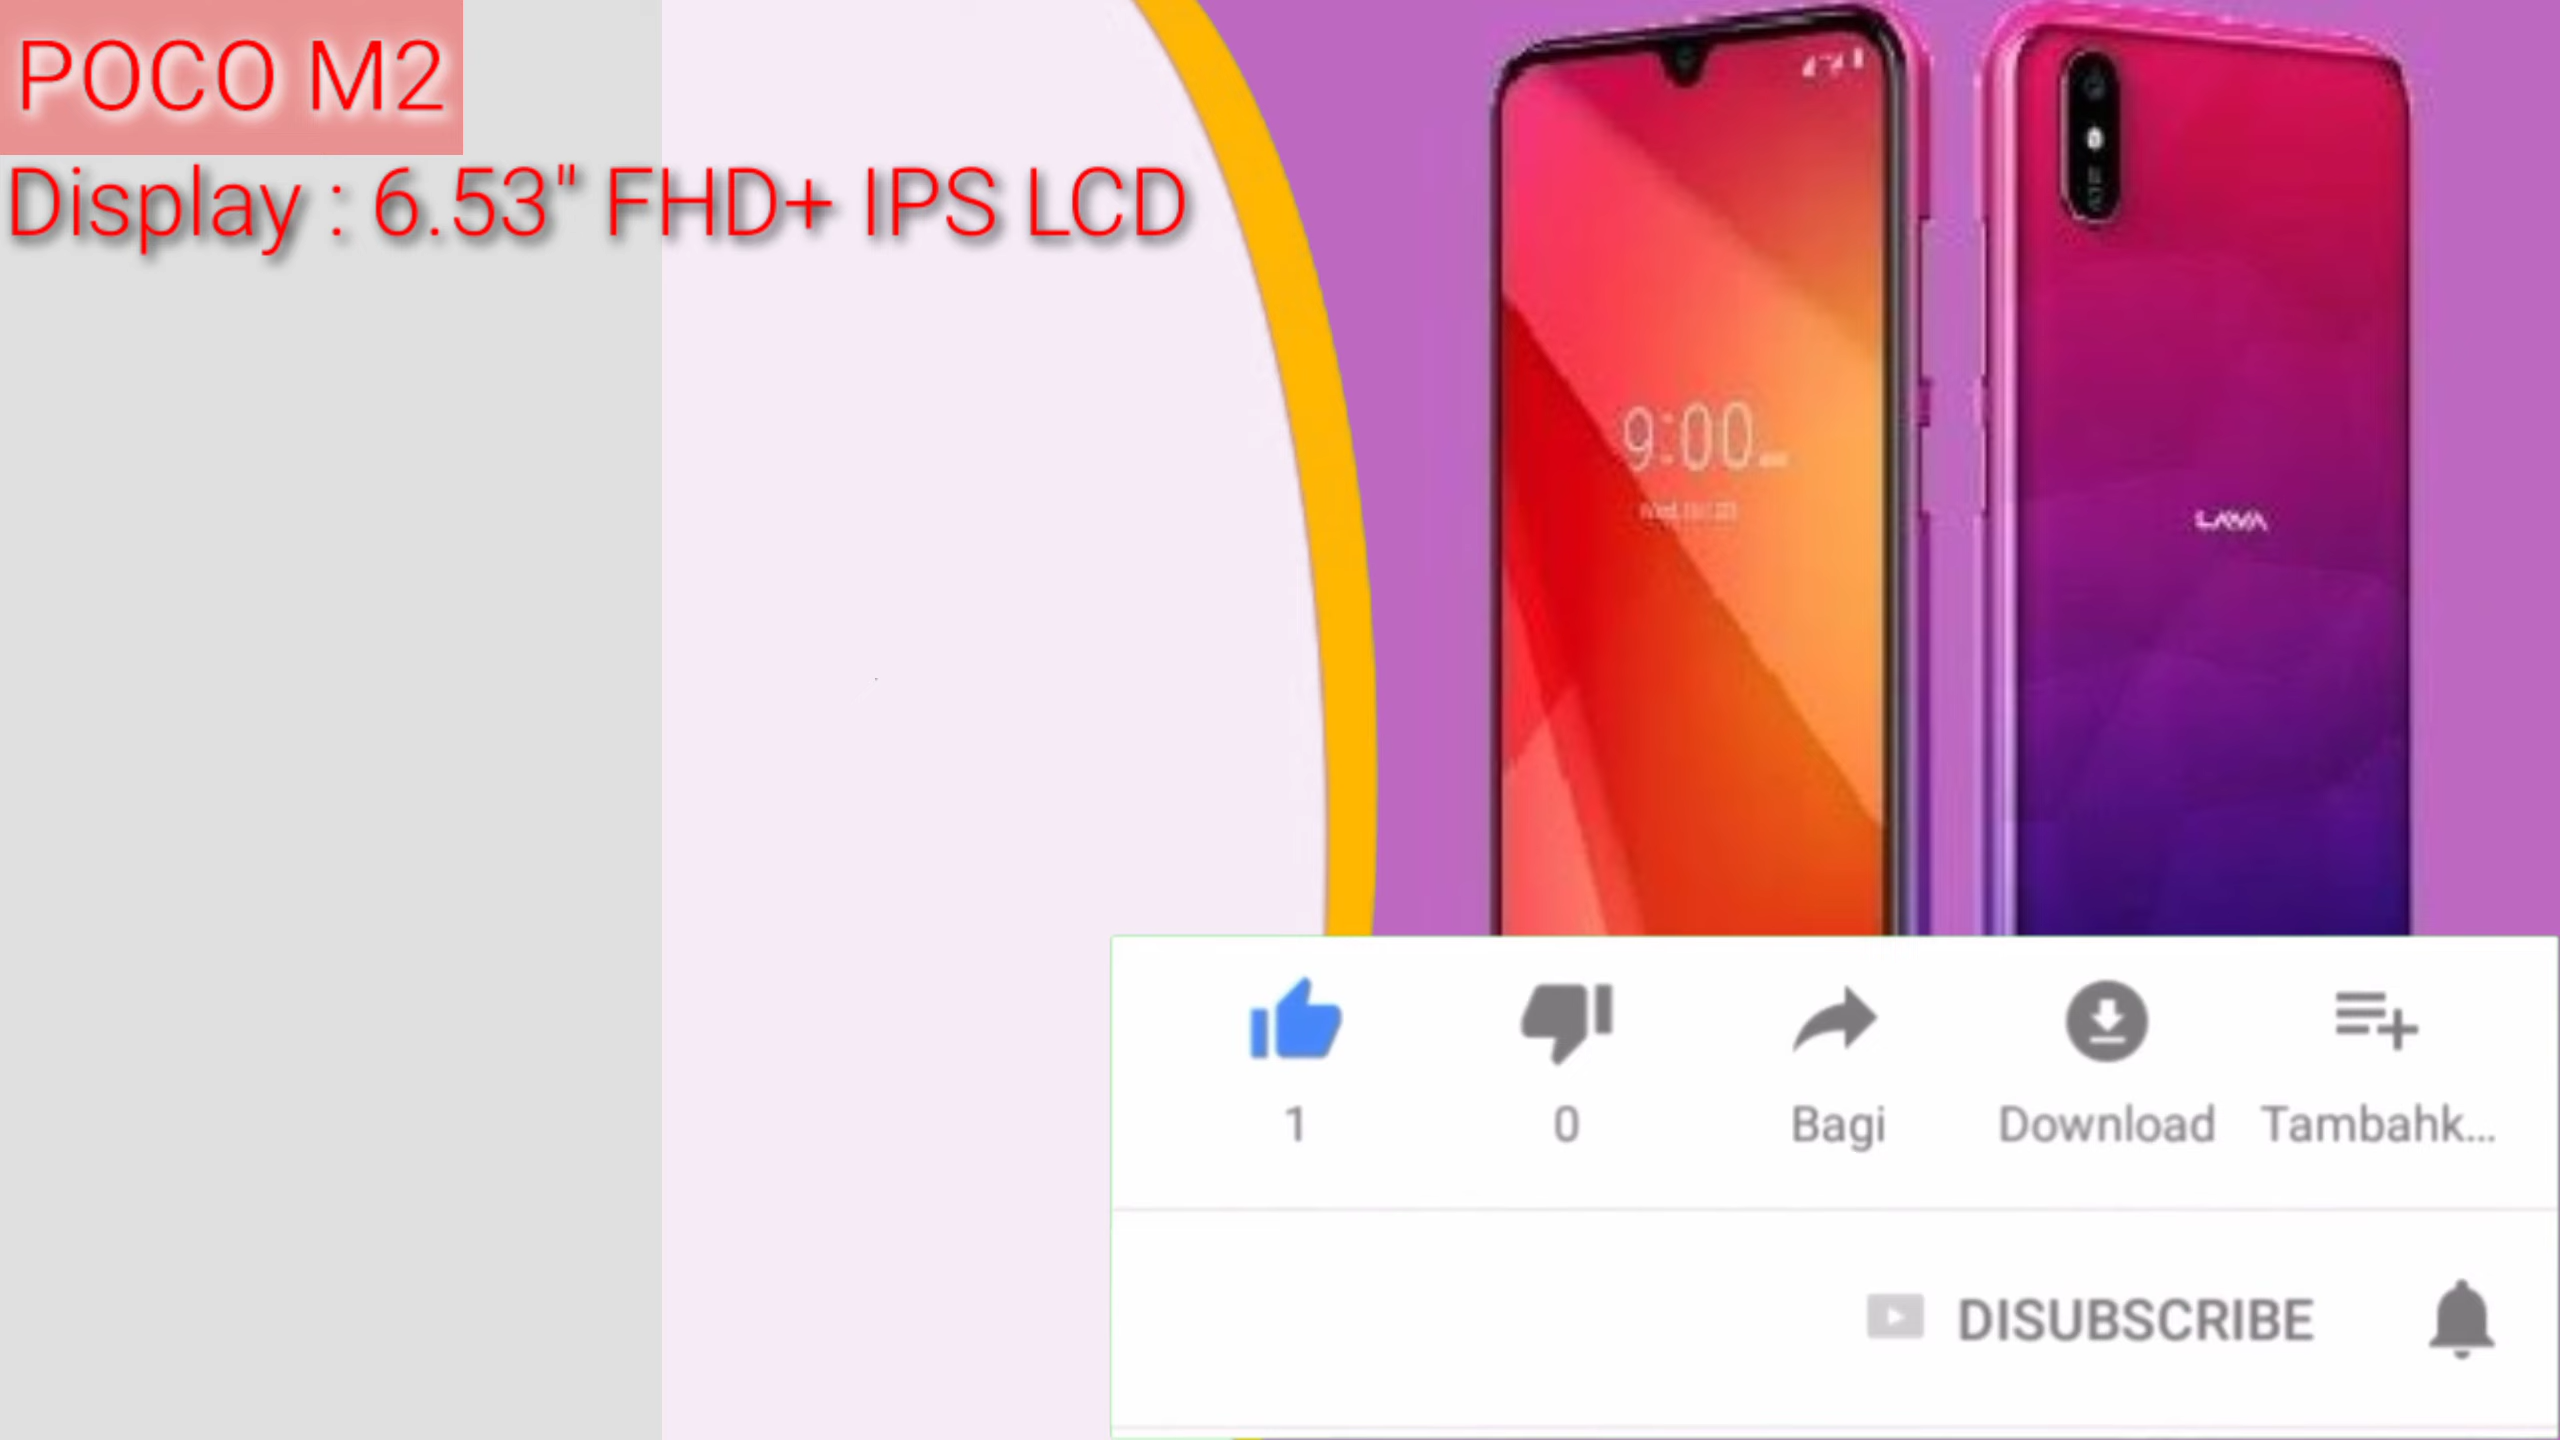 POCO M2
Display : 6.53" FHD+ IPS LCD
9:00
LAVA
1
0
Bagi
Download
Tambahk...
DISUBSCRIBE